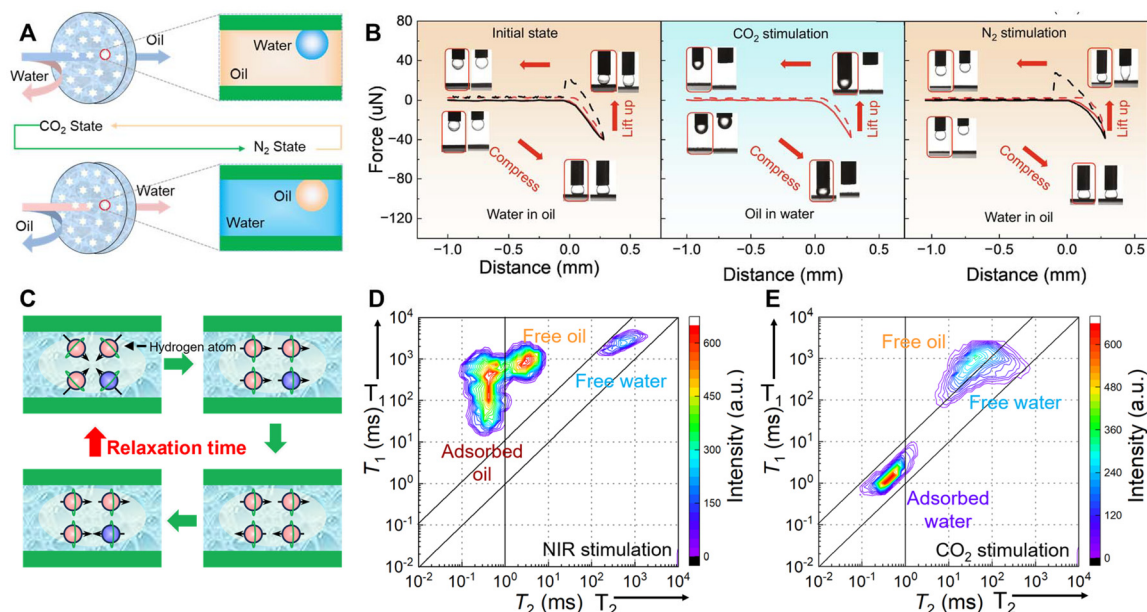 A
Oil
Water
Water
Oil
CO2 State
N2 State
Water
Oil
Oil
Water
B
Force (uN)
80
40
0
-40
-80
-120
Initial state
Lift up
Compress
Water in oil
-1.0 -0.5 0.0 0.5
Distance (mm)
CO2 stimulation
Lift up
Compress
Oil in water
-1.0 -0.5 0.0 0.5
Distance (mm)
N2 stimulation
Lift up
Compress
Water in oil
-1.0 -0.5 0.0 0.5
Distance (mm)
C
Hydrogen atom
Relaxation time
D
T1 (ms)
T
10^4
10^3
10^2
10^1
10^0
10^-1
10^-2
Free oil
Free water
Adsorbed oil
NIR stimulation
10^-2 10^-1 10^0 10^1 10^2 10^3 10^4
T2 (ms) T2
Intensity (a.u.)
600
450
300
150
0
E
T1 (ms)
T
10^4
10^3
10^2
10^1
10^0
10^-1
10^-2
Free oil
Free water
Adsorbed water
CO2 stimulation
10^-2 10^-1 10^0 10^1 10^2 10^3 10^4
T2 (ms) T2
Intensity (a.u.)
600
480
360
240
120
0